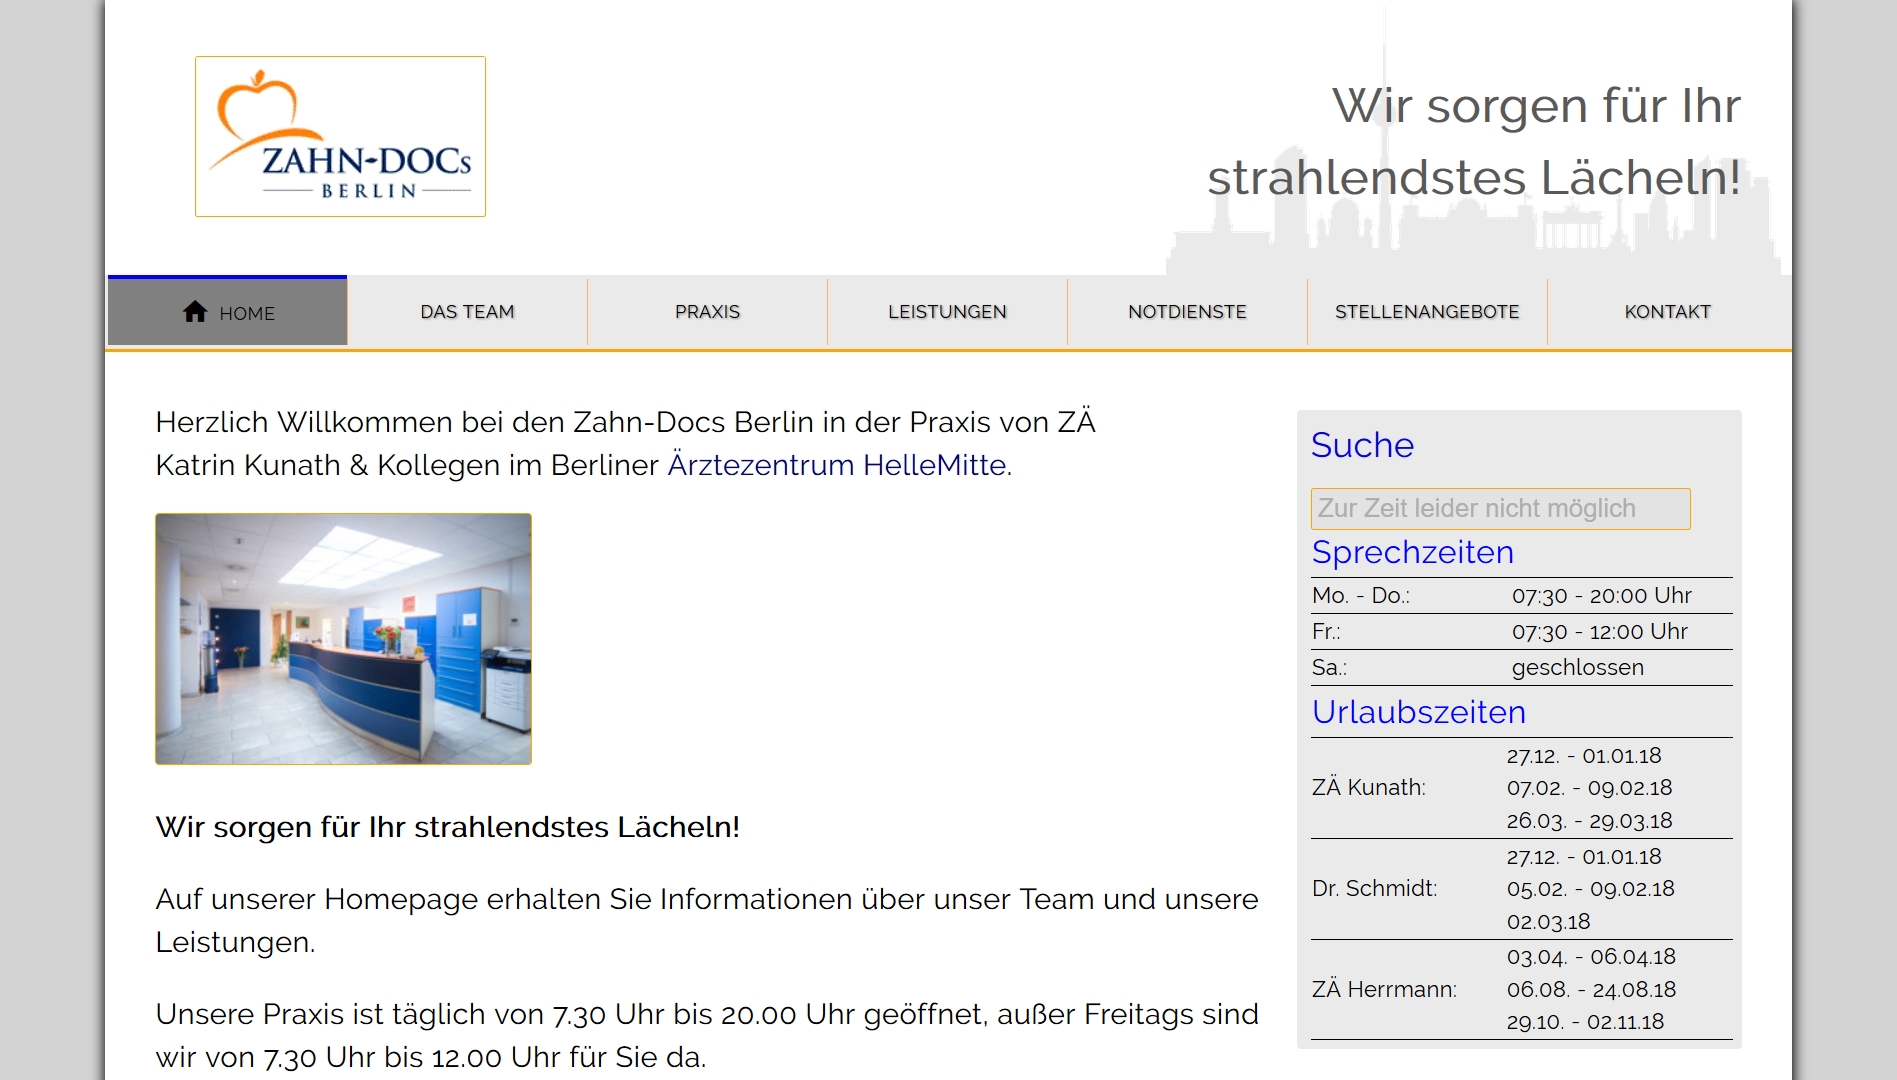 ZAHN-DOCs
BERLIN
Wir sorgen für Ihr
strahlendstes Lächeln!
HOME
DAS TEAM
PRAXIS
LEISTUNGEN
NOTDIENSTE
STELLENANGEBOTE
KONTAKT
Herzlich Willkommen bei den Zahn-Docs Berlin in der Praxis von ZÄ
Katrin Kunath & Kollegen im Berliner Ärztezentrum HelleMitte.
Wir sorgen für Ihr strahlendstes Lächeln!
Auf unserer Homepage erhalten Sie Informationen über unser Team und unsere
Leistungen.
Unsere Praxis ist täglich von 7.30 Uhr bis 20.00 Uhr geöffnet, außer Freitags sind
wir von 7.30 Uhr bis 12.00 Uhr für Sie da.
Suche
Zur Zeit leider nicht möglich
Sprechzeiten
Mo. - Do.: 07:30 - 20:00 Uhr
Fr.: 07:30 - 12:00 Uhr
Sa.: geschlossen
Urlaubszeiten
27.12. - 01.01.18
ZÄ Kunath: 07.02. - 09.02.18
26.03. - 29.03.18
27.12. - 01.01.18
Dr. Schmidt: 05.02. - 09.02.18
02.03.18
03.04. - 06.04.18
ZÄ Herrmann: 06.08. - 24.08.18
29.10. - 02.11.18